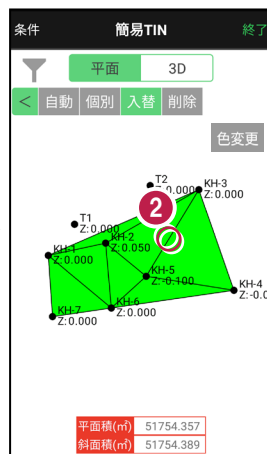 条件 簡易TIN 終了
平面 3D
< 自動 個別 入替 削除
色変更
T2
Z:0.000
KH-3
Z:0.000
2
T1
Z:0.000
KH-2
Z:0.050
KH-1
Z:0.000
KH-5
Z:-0.100
KH-4
Z:-0.0
KH-6
Z:0.000
KH-7
Z:0.000
平面積(㎡) 51754.357
斜面積(㎡) 51754.389